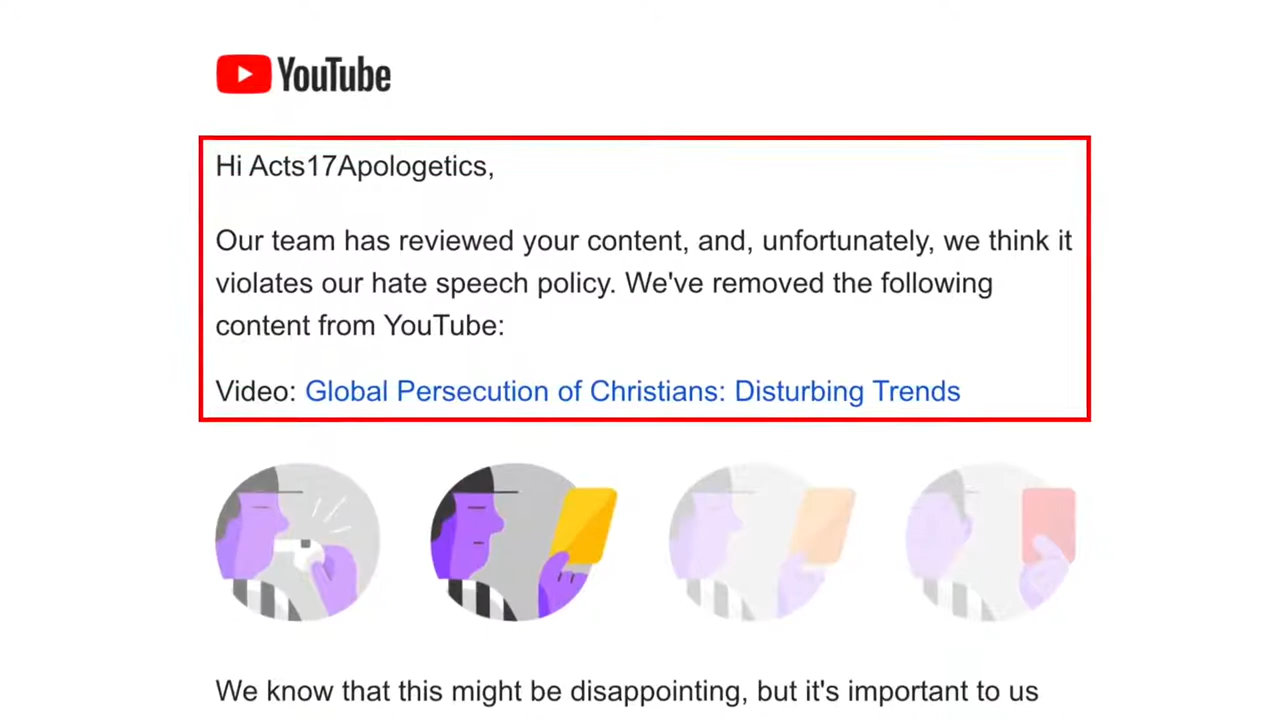 YouTube
Hi Acts17Apologetics,
Our team has reviewed your content, and, unfortunately, we think it
violates our hate speech policy. We've removed the following
content from YouTube:
Video: Global Persecution of Christians: Disturbing Trends
We know that this might be disappointing, but it's important to us